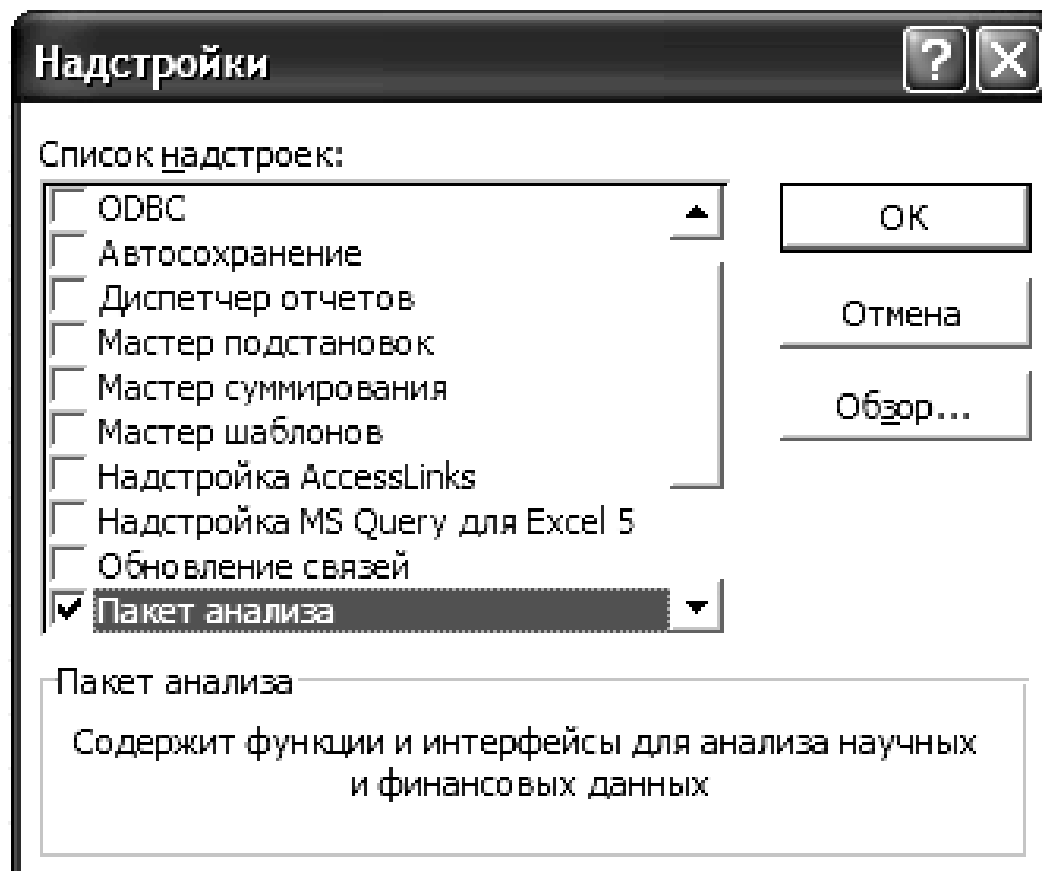 Надстройки
Список надстроек:
ODBC
Автосохранение
Диспетчер отчетов
Мастер подстановок
Мастер суммирования
Мастер шаблонов
Надстройка AccessLinks
Надстройка MS Query для Excel 5
Обновление связей
Пакет анализа
ОК
Отмена
Обзор...
Пакет анализа
Содержит функции и интерфейсы для анализа научных
и финансовых данных